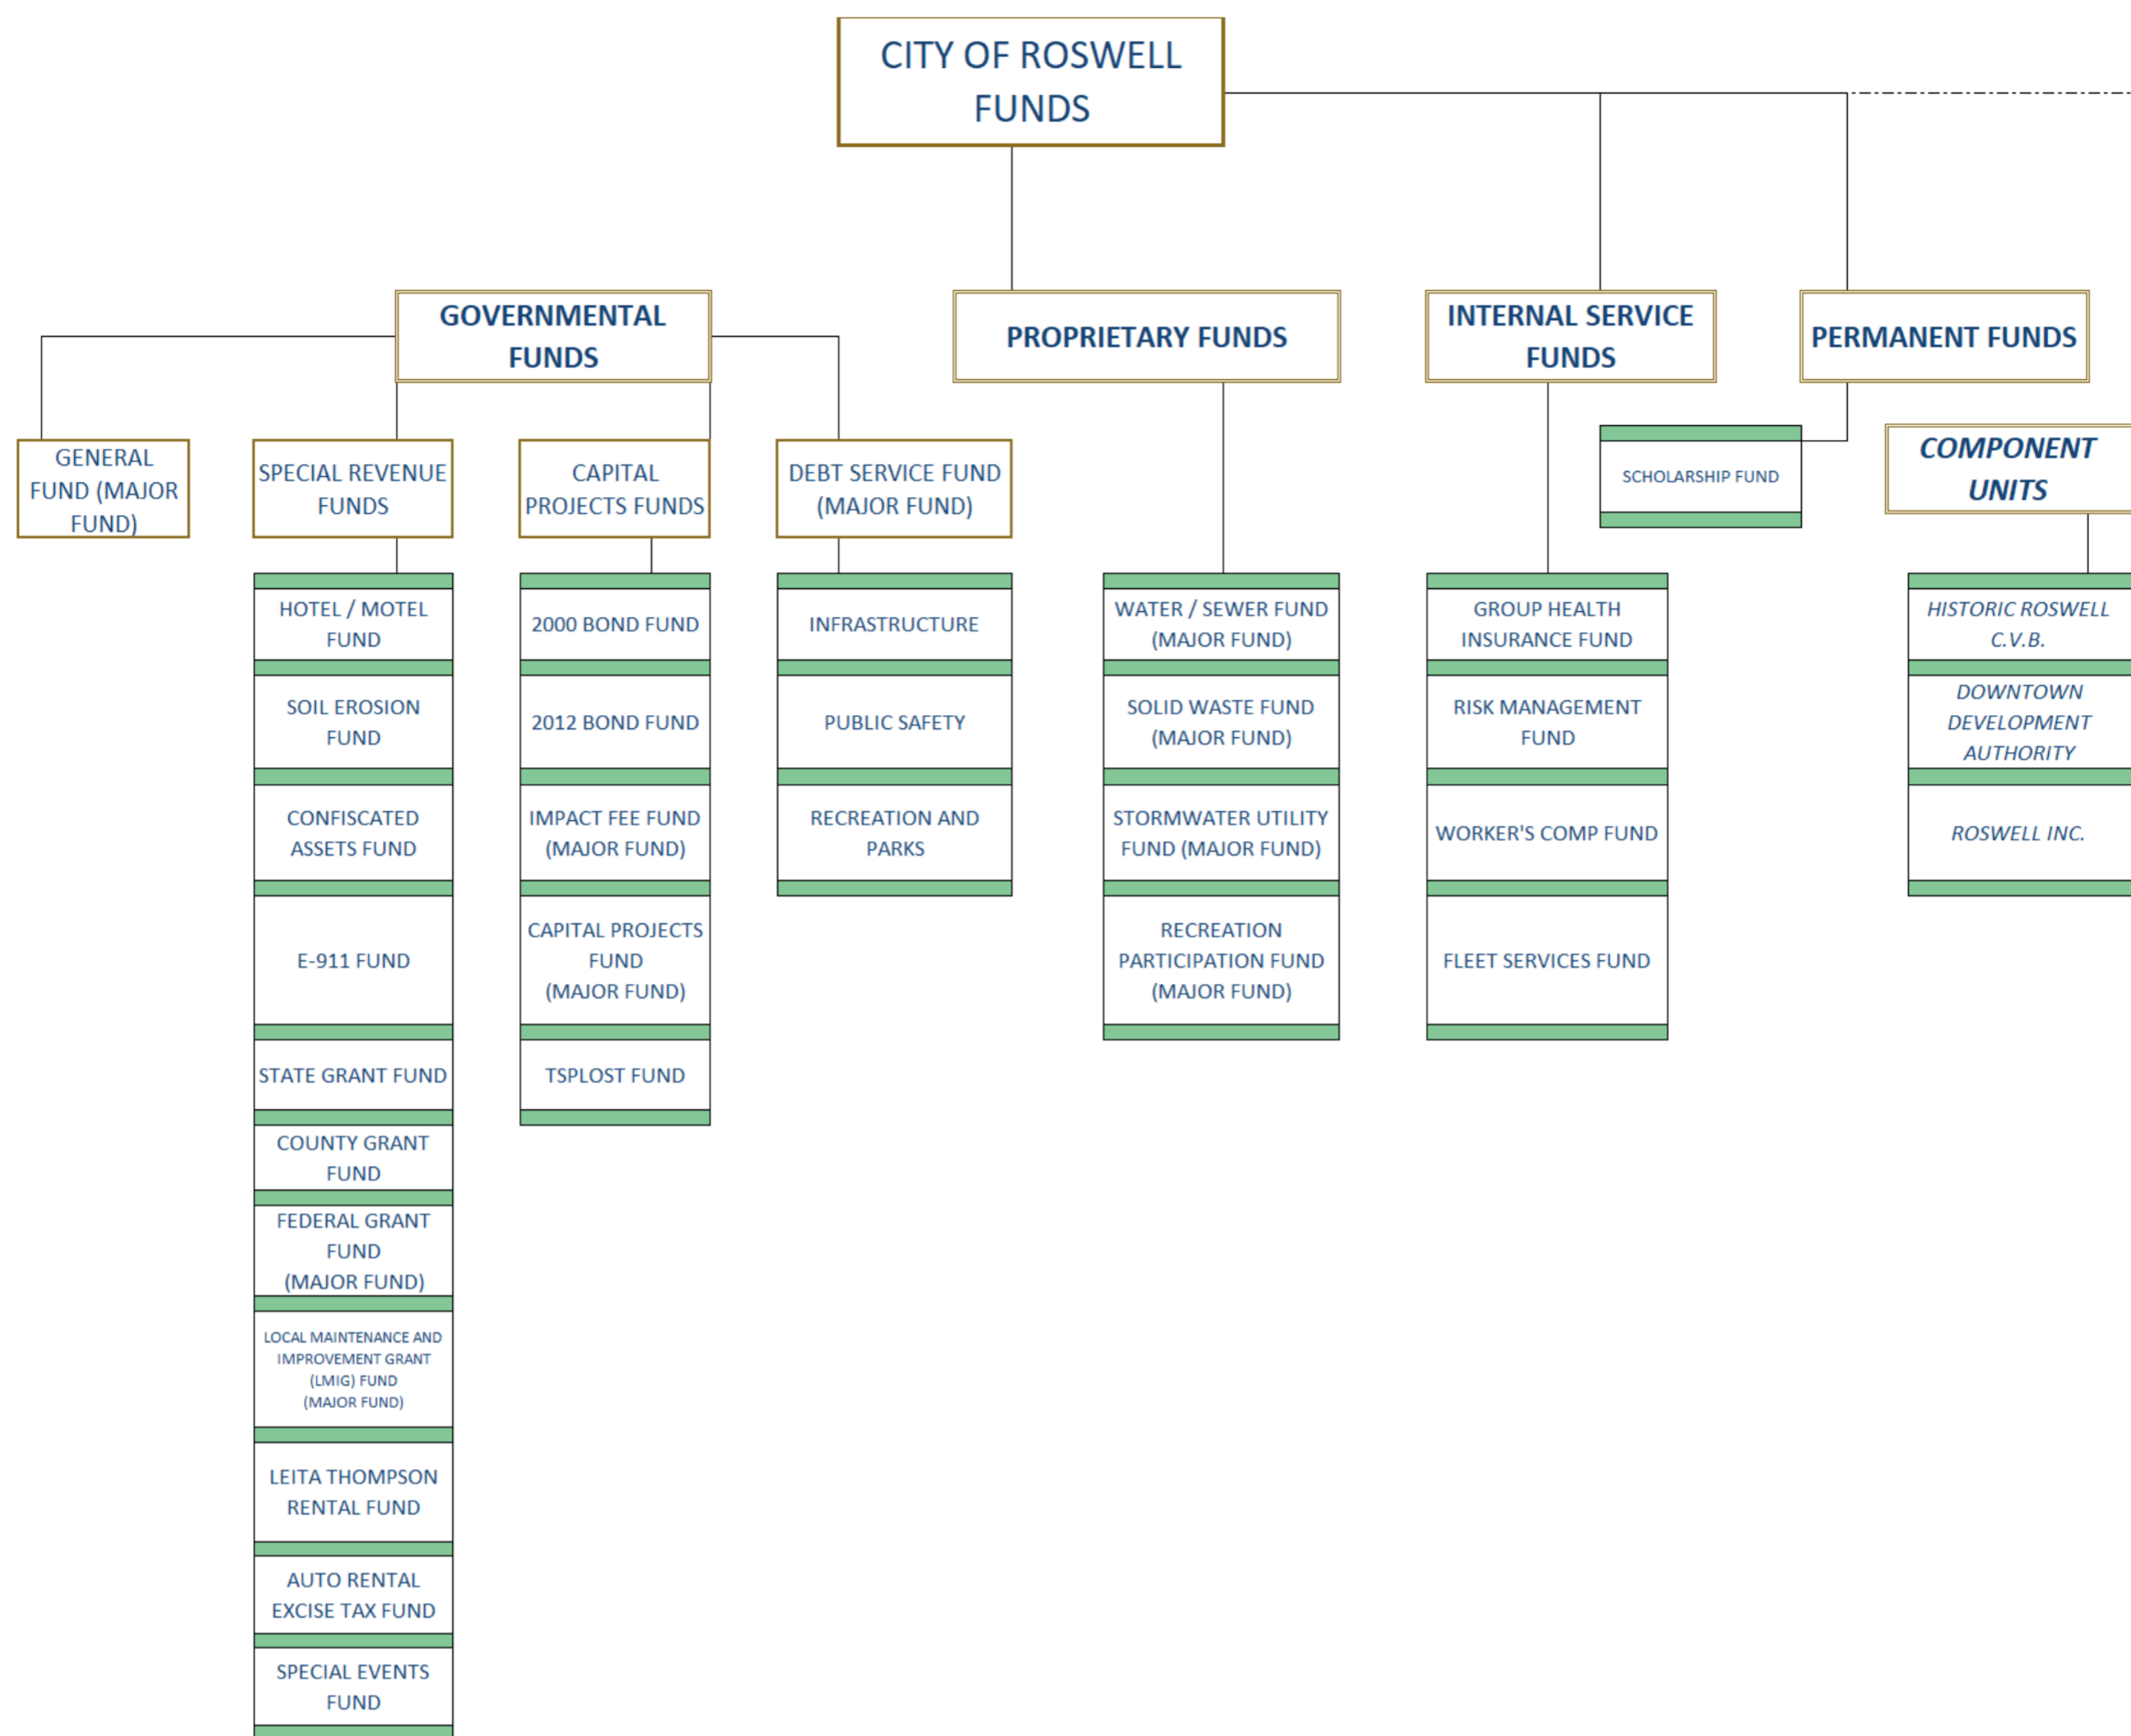 CITY OF ROSWELL
FUNDS
GOVERNMENTAL
FUNDS
PROPRIETARY FUNDS
INTERNAL SERVICE
FUNDS
PERMANENT FUNDS
GENERAL
FUND (MAJOR
FUND)
SPECIAL REVENUE
FUNDS
CAPITAL
PROJECTS FUNDS
DEBT SERVICE FUND
(MAJOR FUND)
SCHOLARSHIP FUND
COMPONENT
UNITS
HOTEL / MOTEL
FUND
SOIL EROSION
FUND
CONFISCATED
ASSETS FUND
E-911 FUND
STATE GRANT FUND
COUNTY GRANT
FUND
FEDERAL GRANT
FUND
(MAJOR FUND)
LOCAL MAINTENANCE AND
IMPROVEMENT GRANT
(LMIG) FUND
(MAJOR FUND)
LEITA THOMPSON
RENTAL FUND
AUTO RENTAL
EXCISE TAX FUND
SPECIAL EVENTS
FUND
2000 BOND FUND
2012 BOND FUND
IMPACT FEE FUND
(MAJOR FUND)
CAPITAL PROJECTS
FUND
(MAJOR FUND)
TSPLOST FUND
INFRASTRUCTURE
PUBLIC SAFETY
RECREATION AND
PARKS
WATER / SEWER FUND
(MAJOR FUND)
SOLID WASTE FUND
(MAJOR FUND)
STORMWATER UTILITY
FUND (MAJOR FUND)
RECREATION
PARTICIPATION FUND
(MAJOR FUND)
GROUP HEALTH
INSURANCE FUND
RISK MANAGEMENT
FUND
WORKER'S COMP FUND
FLEET SERVICES FUND
HISTORIC ROSWELL
C.V.B.
DOWNTOWN
DEVELOPMENT
AUTHORITY
ROSWELL INC.